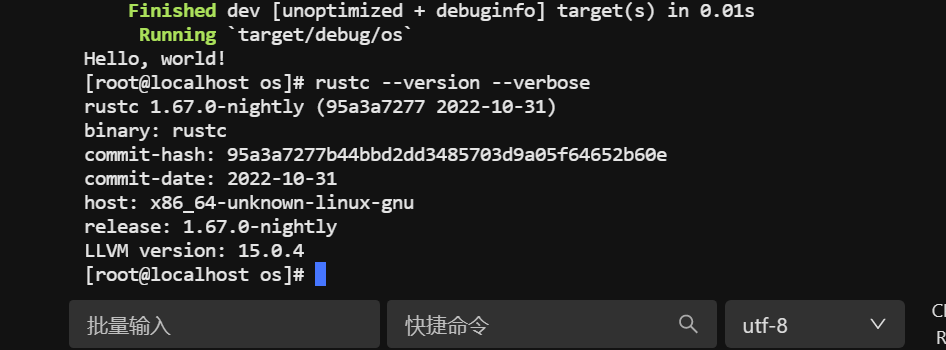 Finished dev [unoptimized + debuginfo] target(s) in 0.01s
Running `target/debug/os`
Hello, world!
[root@localhost os]# rustc --version --verbose
rustc 1.67.0-nightly (95a3a7277 2022-10-31)
binary: rustc
commit-hash: 95a3a7277b44bbd2dd3485703d9a05f64652b60e
commit-date: 2022-10-31
host: x86_64-unknown-linux-gnu
release: 1.67.0-nightly
LLVM version: 15.0.4
[root@localhost os]#
批量输入
快捷命令
utf-8